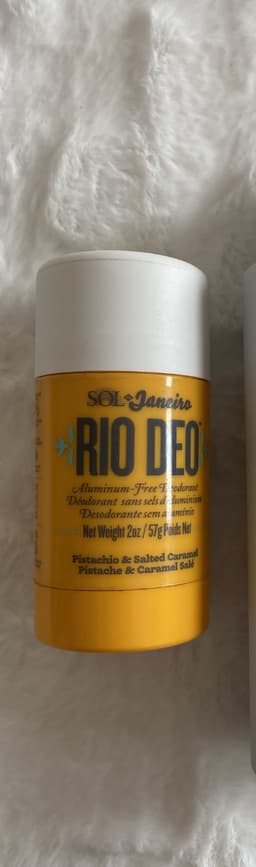 SOL de Janeiro
RIO DEO
Aluminum-Free Deodorant
Déodorant sans sels d'aluminium
Desodorante sem alumínio
Net Weight 2oz / 57g Poids Net
Pistachio & Salted Caramel
Pistache & Caramel Salé